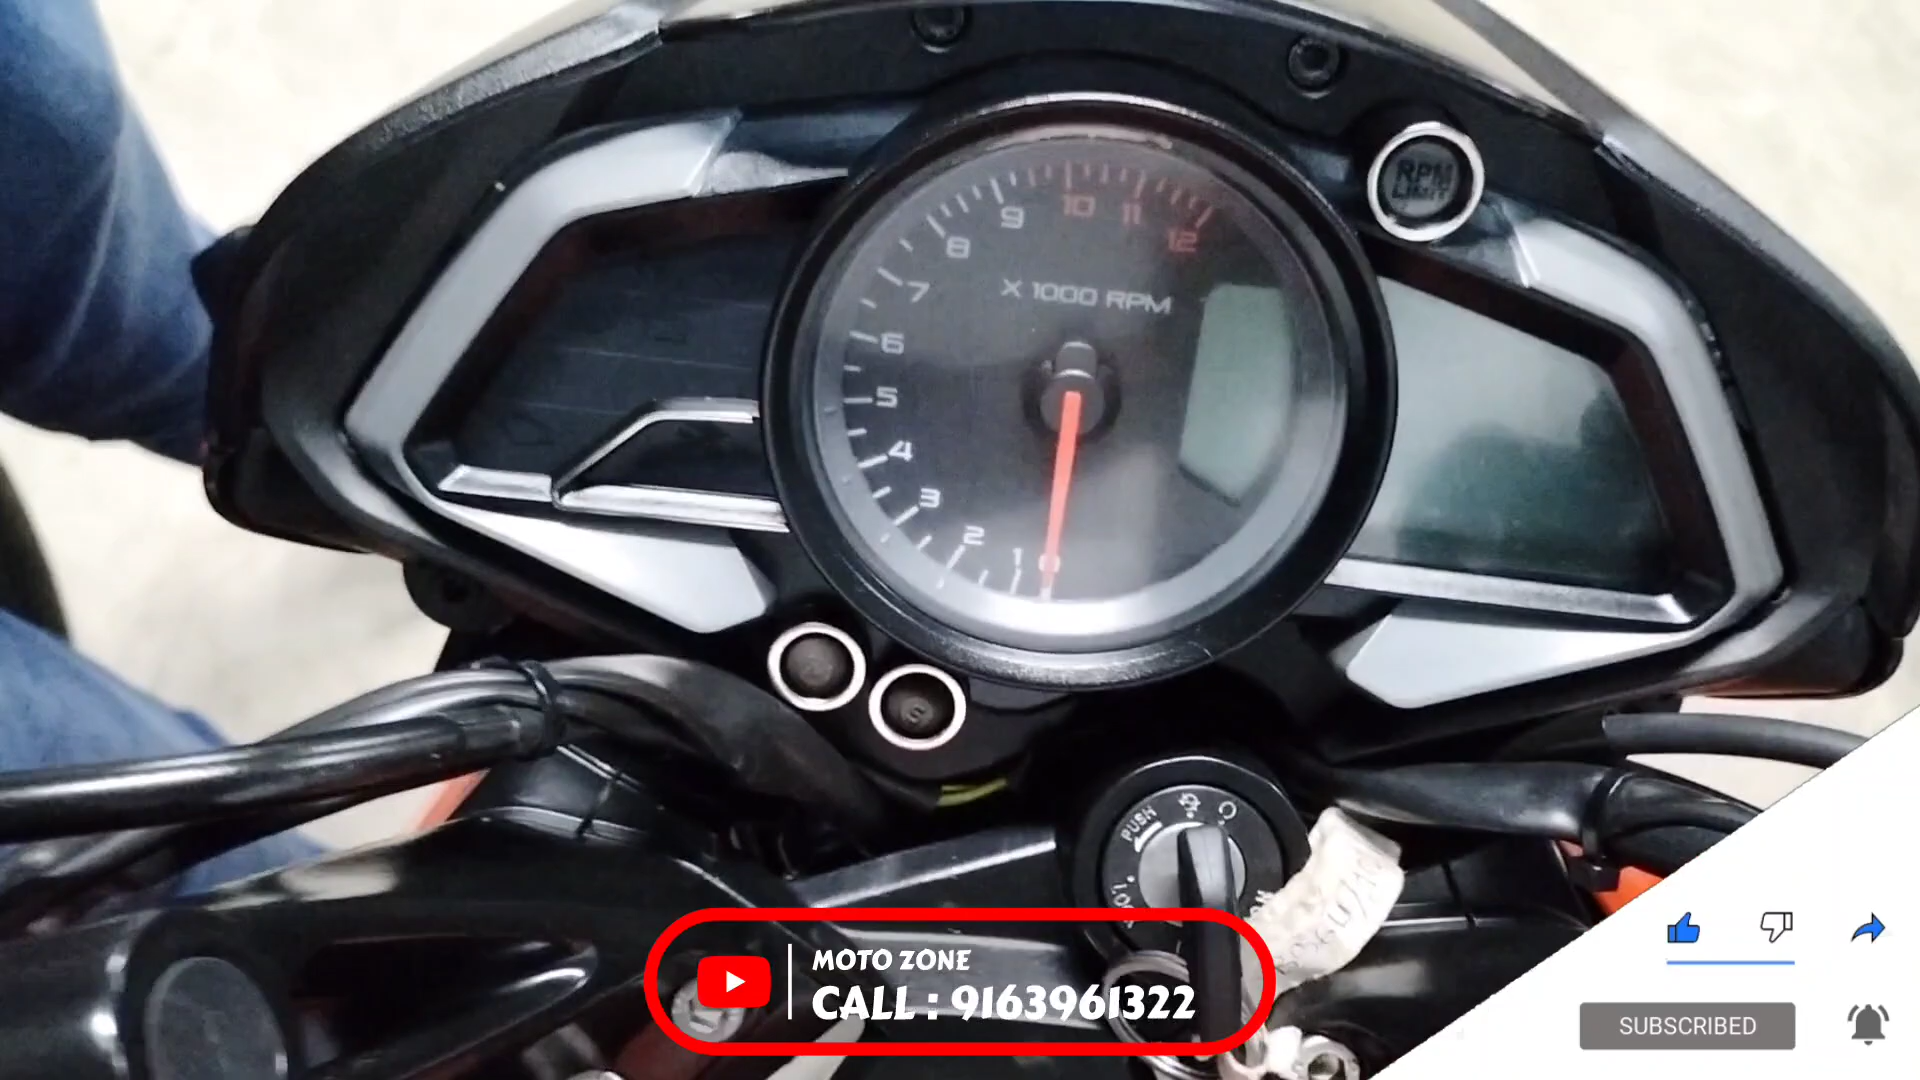 RPM
LIMIT
9 10 11 12
8
7
X 1000 RPM
6
5
4
3
2
1 0
S
PUSH
MOTO ZONE
CALL : 9163961322
SUBSCRIBED